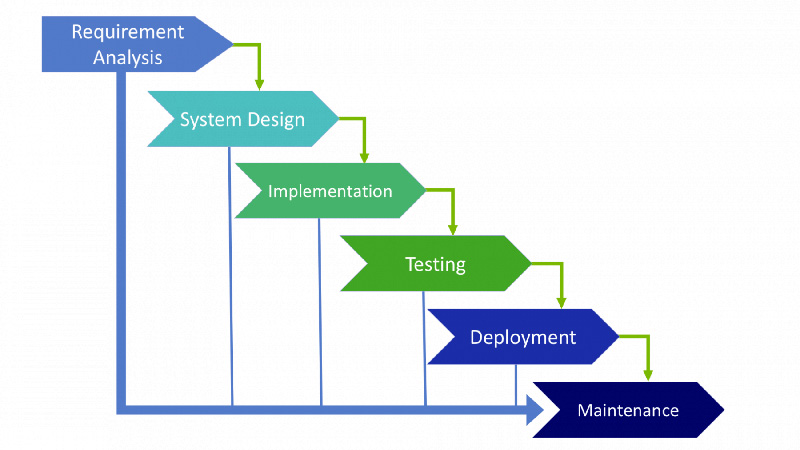 Requirement
Analysis
System Design
Implementation
Testing
Deployment
Maintenance